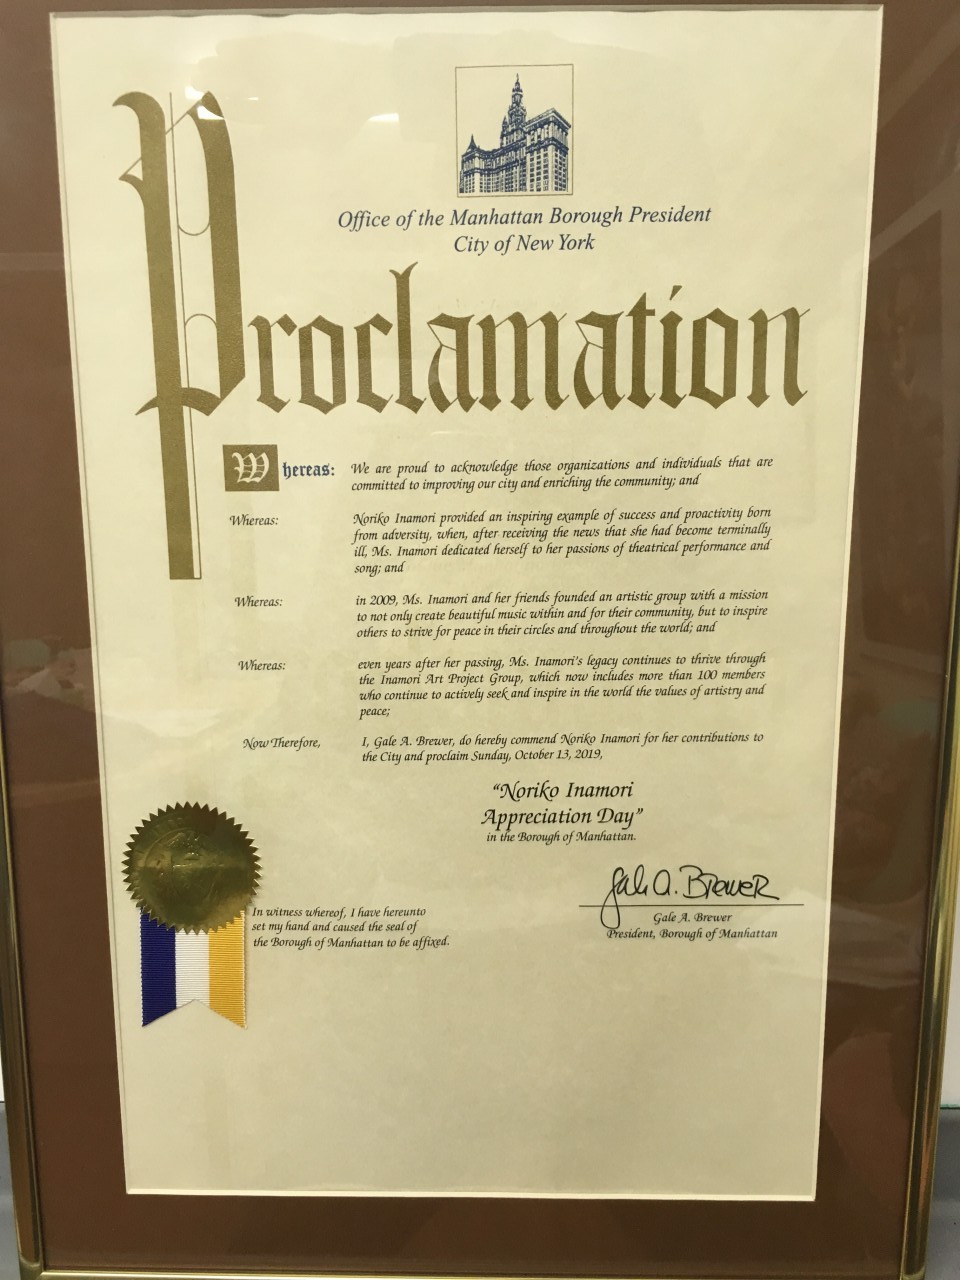 Office of the Manhattan Borough President
City of New York
Proclamation
Whereas: We are proud to acknowledge those organizations and individuals that are
committed to improving our city and enriching the community; and
Whereas: Noriko Inamori provided an inspiring example of success and proactivity born
from adversity, when, after receiving the news that she had become terminally
ill, Ms. Inamori dedicated herself to her passions of theatrical performance and
song; and
Whereas: in 2009, Ms. Inamori and her friends founded an artistic group with a mission
to not only create beautiful music within and for their community, but to inspire
others to strive for peace in their circles and throughout the world; and
Whereas: even years after her passing, Ms. Inamori's legacy continues to thrive through
the Inamori Art Project Group, which now includes more than 100 members
who continue to actively seek and inspire in the world the values of artistry and
peace;
Now Therefore, I, Gale A. Brewer, do hereby commend Noriko Inamori for her contributions to
the City and proclaim Sunday, October 13, 2019,
“Noriko Inamori
Appreciation Day”
in the Borough of Manhattan.
Gale A. Brewer
In witness whereof, I have hereunto
set my hand and caused the seal of
the Borough of Manhattan to be affixed.
Gale A. Brewer
President, Borough of Manhattan